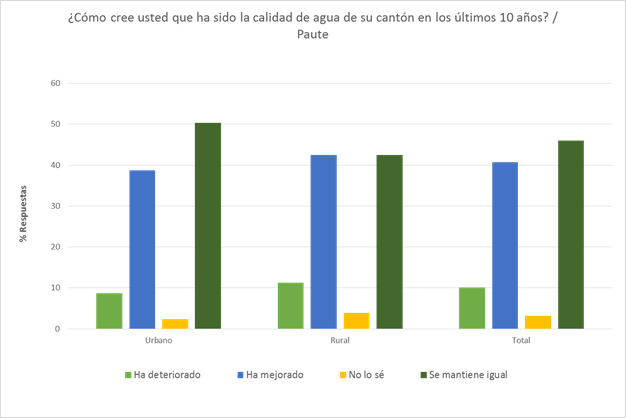 ¿Cómo cree usted que ha sido la calidad de agua de su cantón en los últimos 10 años? /
Paute
60
50
40
30
20
10
0
% Respuestas
Urbano
Rural
Total
Ha deteriorado
Ha mejorado
No lo sé
Se mantiene igual